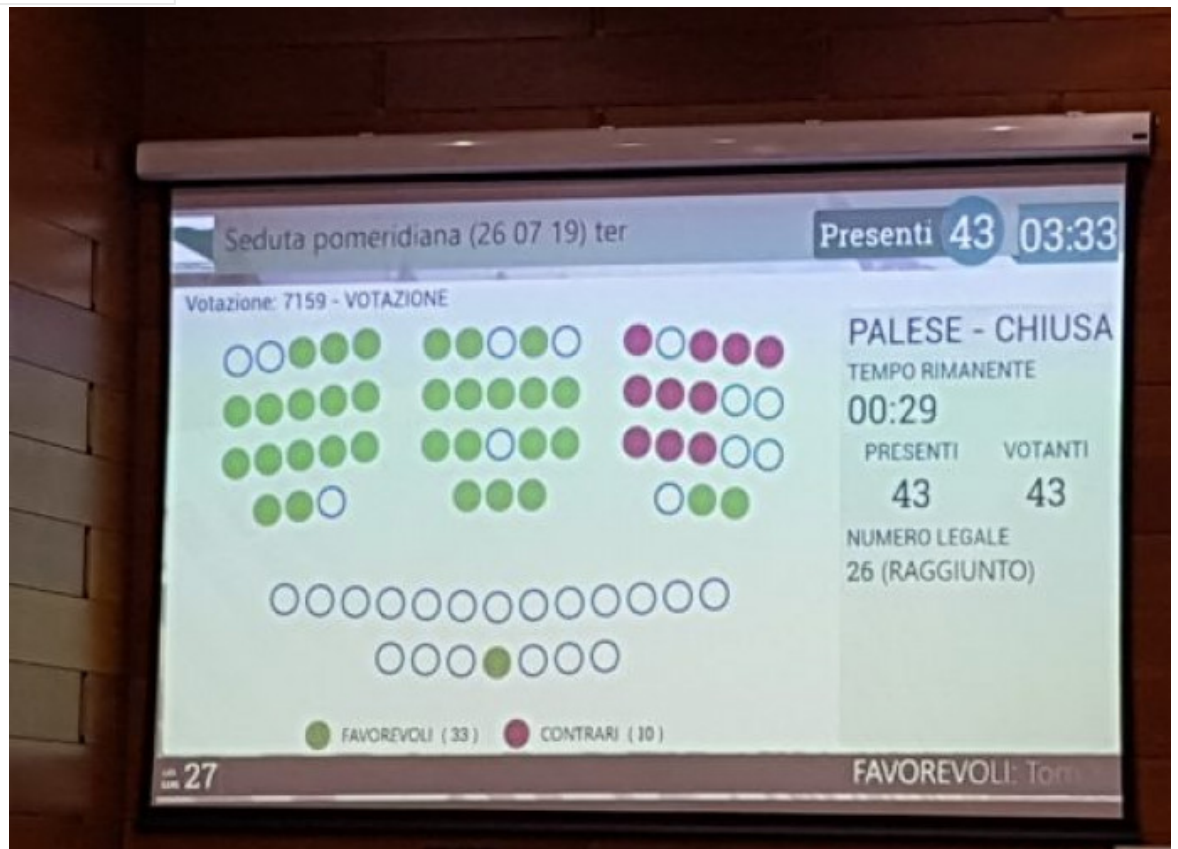 Seduta pomeridiana (26 07 19) ter
Presenti 43 03:33
Votazione: 7159 - VOTAZIONE
PALESE - CHIUSA
TEMPO RIMANENTE
00:29
PRESENTI VOTANTI
43 43
NUMERO LEGALE
26 (RAGGIUNTO)
FAVOREVOLI ( 33 ) CONTRARI ( 10 )
27 FAVOREVOLI: